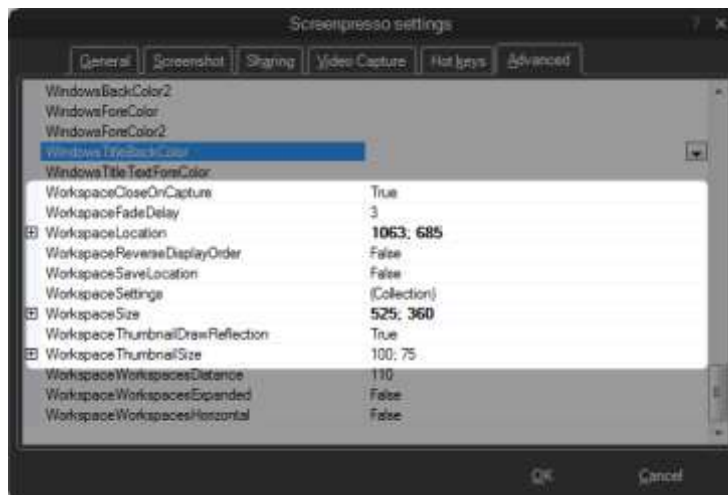 Screenpresso settings
General Screenshot Sharing Video Capture Hot keys Advanced
WindowsBackColor2
WindowsForeColor
WindowsForeColor2
WindowsTitleBackColor
WindowsTitleTextForeColor
WorkspaceCloseOnCapture True
WorkspaceFadeDelay 3
WorkspaceLocation 1063; 685
WorkspaceReverseDisplayOrder False
WorkspaceSaveLocation False
WorkspaceSettings (Collection)
WorkspaceSize 525; 360
WorkspaceThumbnailDrawReflection True
WorkspaceThumbnailSize 100; 75
WorkspaceWorkspacesDistance 110
WorkspaceWorkspacesExpanded False
WorkspaceWorkspacesHorizontal False
OK Cancel